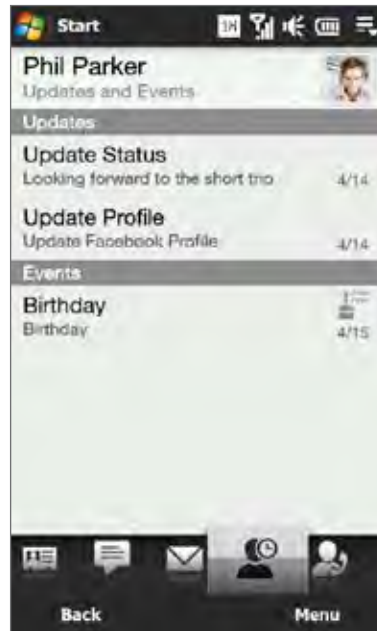 Start
Phil Parker
Updates and Events
Updates
Update Status
Looking forward to the short trip 4/14
Update Profile
Update Facebook Profile 4/14
Events
Birthday
Birthday 4/15
Back Menu